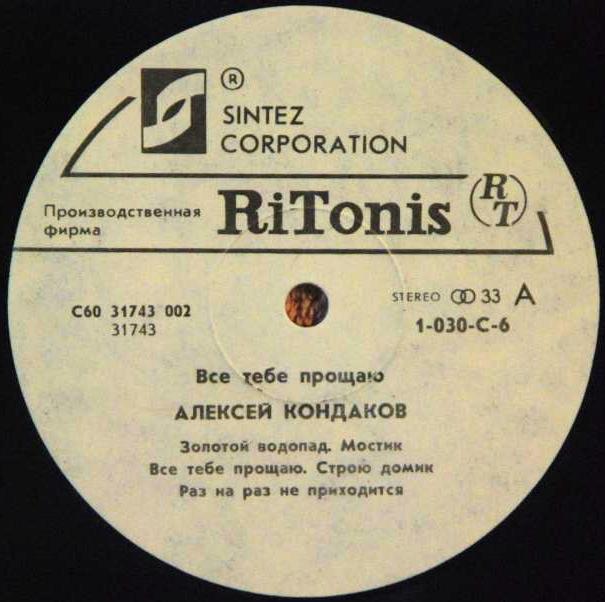 ®
SINTEZ
CORPORATION
Производственная
фирма
RiTonis
RT
С60 31743 002
31743
STEREO 33 A
1-030-С-6
Все тебе прощаю
АЛЕКСЕЙ КОНДАКОВ
Золотой водопад. Мостик
Все тебе прощаю. Строю домик
Раз на раз не приходится